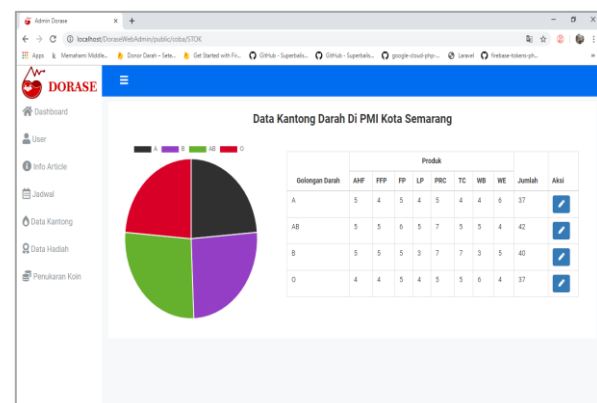 Admin Dorase
localhost/DoraseWebAdmin/public/coba/STOK
Apps Memahami Middle... Donor Darah – Sete... Get Started with Fir... GitHub - Superbalis... GitHub - Superbalis... google-cloud-php-... Laravel firebase-tokens-ph...
DORASE
Dashboard
User
Info Article
Jadwal
Data Kantong
Data Hadiah
Penukaran Koin
Data Kantong Darah Di PMI Kota Semarang
A B AB O
Produk
Golongan Darah AHF FFP FP LP PRC TC WB WE Jumlah Aksi
A 5 4 5 4 5 4 4 6 37
AB 5 5 6 5 7 5 5 4 42
B 5 5 5 3 7 7 3 5 40
O 4 4 5 4 5 5 6 4 37